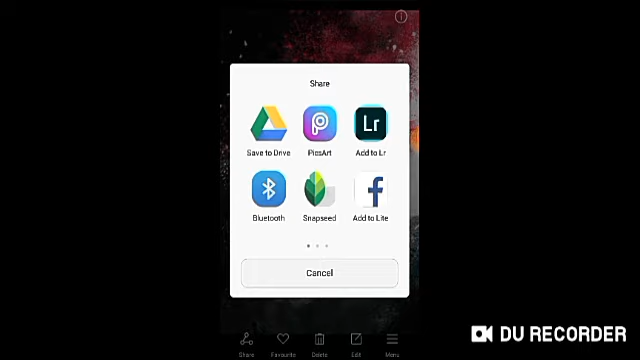 Share
Save to Drive
PicsArt
Add to Lr
Lr
Bluetooth
Snapseed
Add to Lite
Cancel
Share
Favourite
Delete
Edit
Menu
DU RECORDER